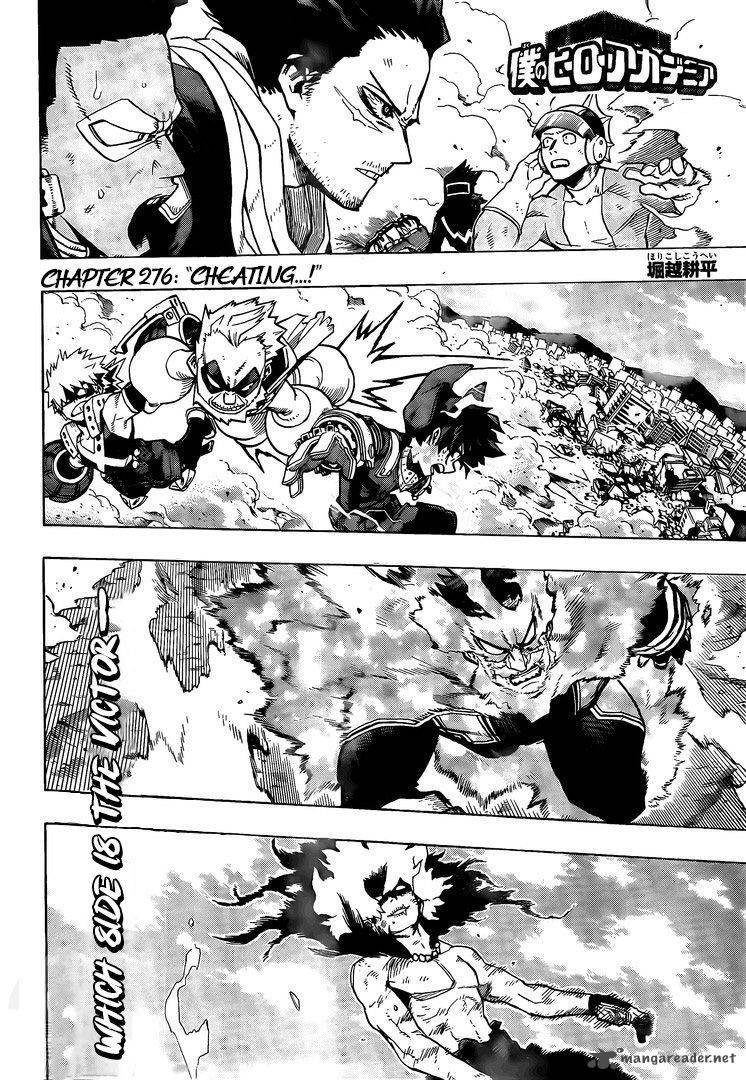 僕のヒーローアカデミア
CHAPTER 276: "CHEATING...!"
ほりこしこうへい
堀越耕平
WHICH SIDE IS THE VICTOR —
mangareader.net